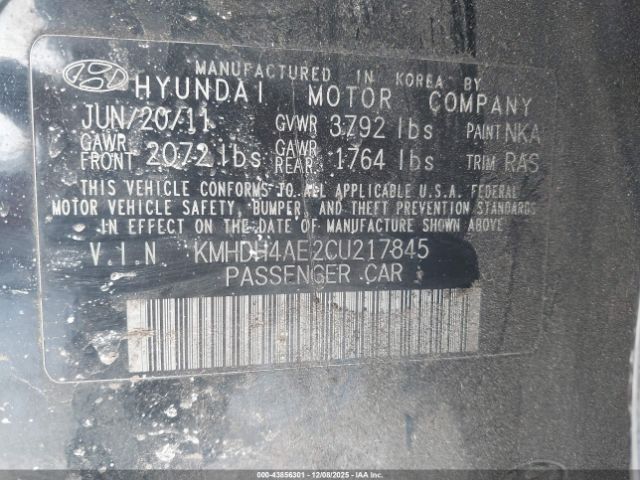 MANUFACTURED IN KOREA BY
HYUNDAI MOTOR COMPANY
JUN/20/11 GVWR 3792 lbs PAINT NKA
GAWR FRONT 2072 lbs GAWR REAR 1764 lbs TRIM RAS
THIS VEHICLE CONFORMS TO ALL APPLICABLE U.S.A. FEDERAL
MOTOR VEHICLE SAFETY, BUMPER, AND THEFT PREVENTION STANDARDS
IN EFFECT ON THE DATE OF MANUFACTURE SHOWN ABOVE
V.I.N KMHDH4AE2CU217845
PASSENGER CAR
000-43856301 - 12/08/2025 - IAA Inc.